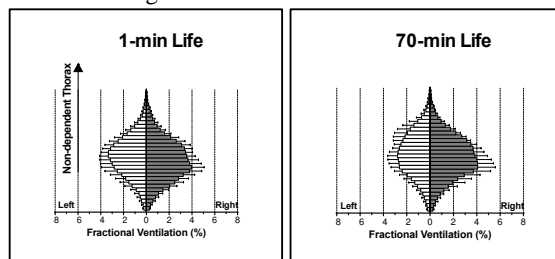 1-min Life
Non-dependent Thorax
Left
Right
8 6 4 2 0 2 4 6 8
Fractional Ventilation (%)
70-min Life
Left
Right
8 6 4 2 0 2 4 6 8
Fractional Ventilation (%)